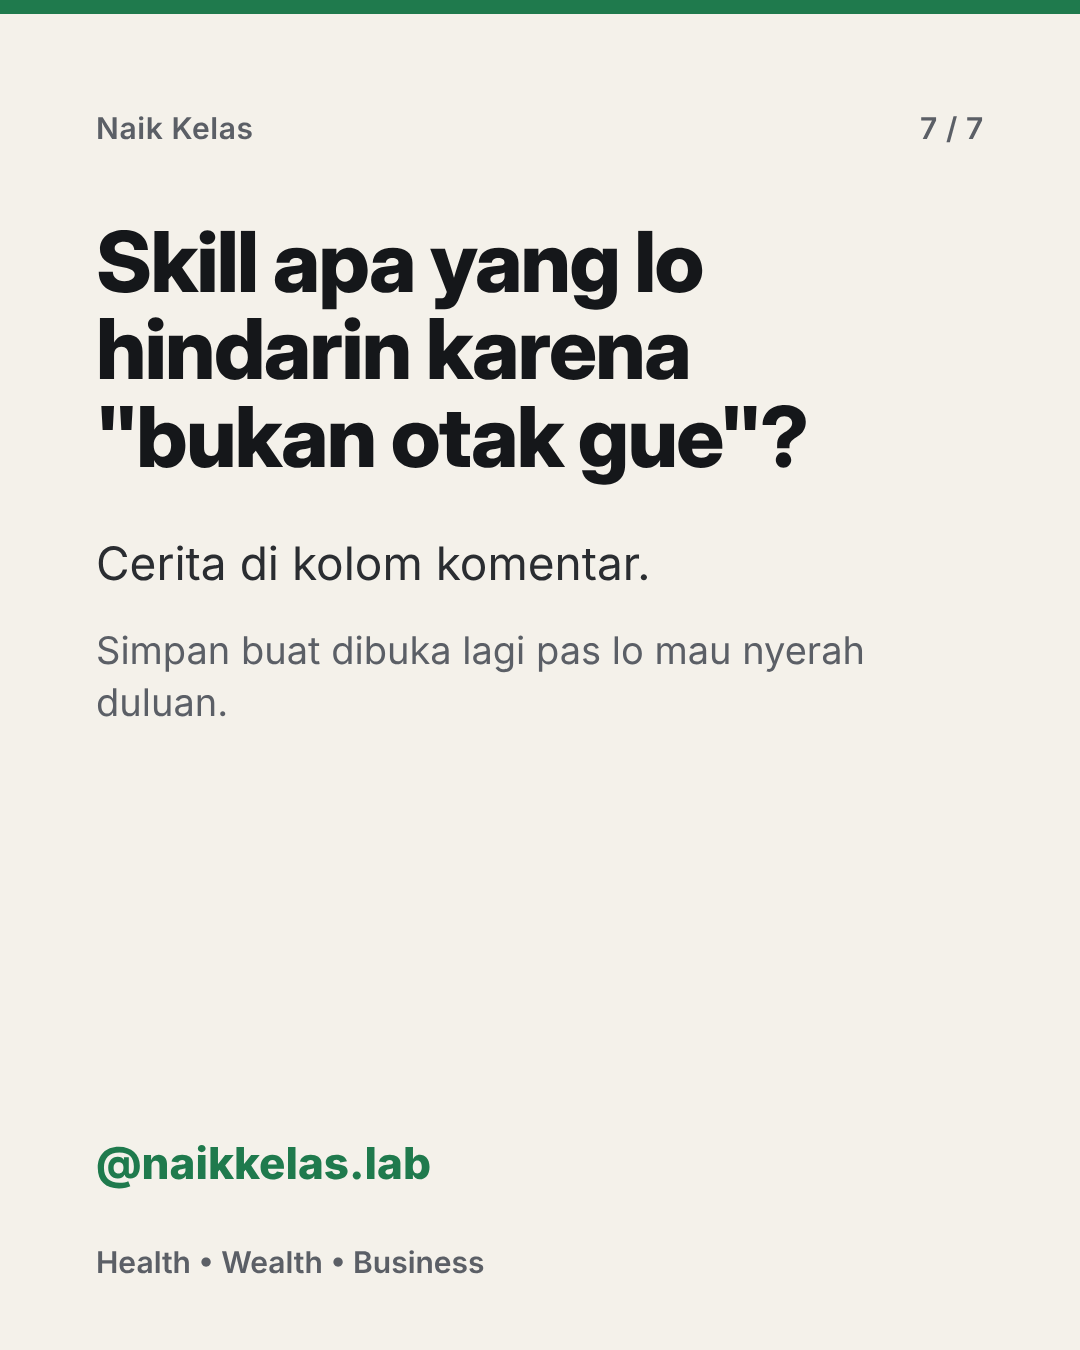 Naik Kelas
7 / 7
Skill apa yang lo
hindarin karena
"bukan otak gue"?
Cerita di kolom komentar.
Simpan buat dibuka lagi pas lo mau nyerah
duluan.
@naikkelas.lab
Health • Wealth • Business